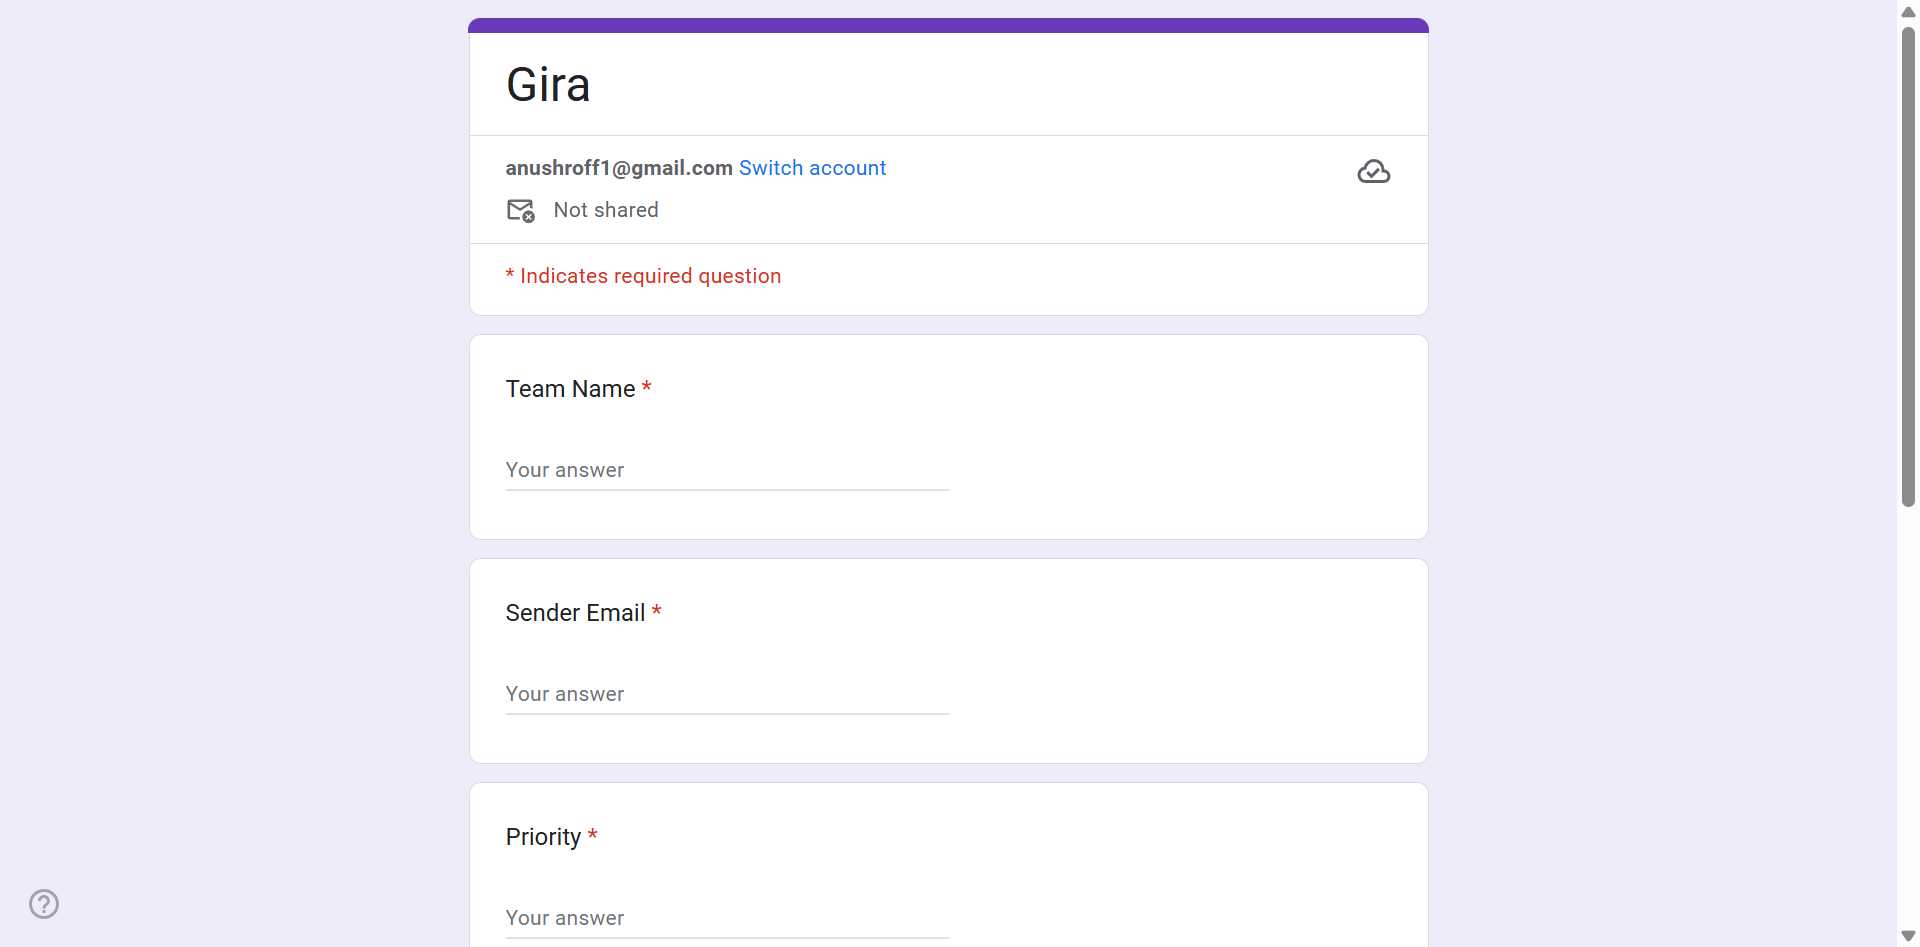 Gira
anushroff1@gmail.com Switch account
Not shared
* Indicates required question
Team Name *
Your answer
Sender Email *
Your answer
Priority *
Your answer